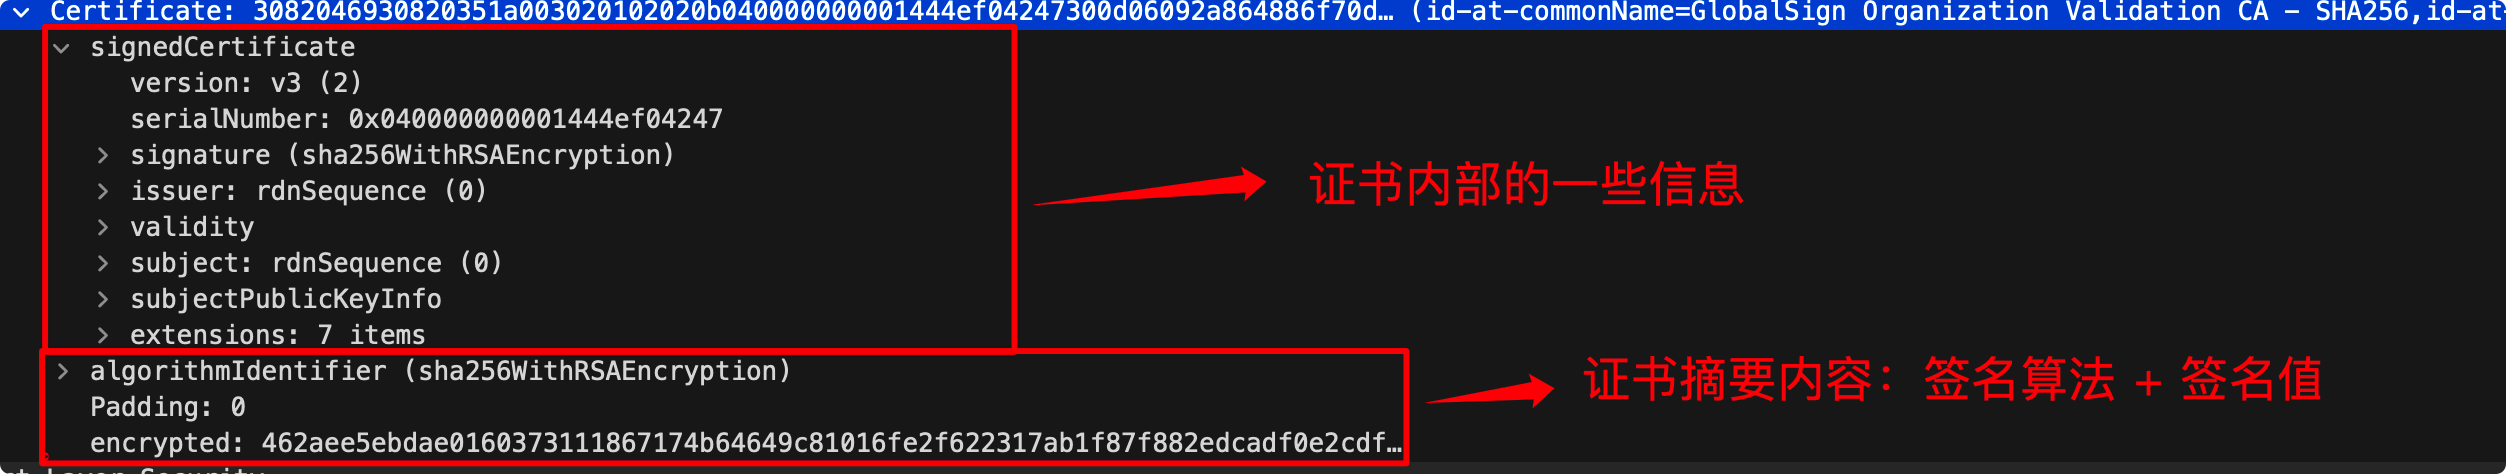 Certificate: 3082046930820351a003020102020b040000000001444ef04247300d06092a864886f70d… (id-at-commonName=GlobalSign Organization Validation CA - SHA256,id-at-
signedCertificate
version: v3 (2)
serialNumber: 0x040000000001444ef04247
signature (sha256WithRSAEncryption)
issuer: rdnSequence (0)
证书内部的一些信息
validity
subject: rdnSequence (0)
subjectPublicKeyInfo
extensions: 7 items
algorithmIdentifier (sha256WithRSAEncryption)
证书摘要内容：签名算法 + 签名值
Padding: 0
encrypted: 462aee5ebdae0160373111867174b64649c81016fe2f622317ab1f87f882edcadf0e2cdf…